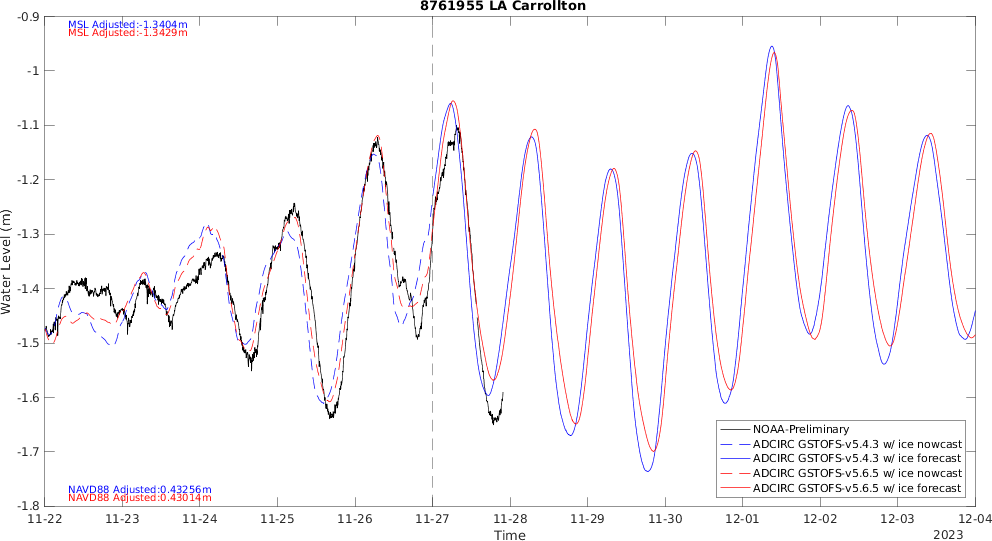 8761955 LA Carrollton
MSL Adjusted:-1.3404m
MSL Adjusted:-1.3429m
-0.9
-1
-1.1
-1.2
-1.3
-1.4
-1.5
-1.6
-1.7
-1.8
Water Level (m)
NOAA-Preliminary
ADCIRC GSTOFS-v5.4.3 w/ ice nowcast
ADCIRC GSTOFS-v5.4.3 w/ ice forecast
ADCIRC GSTOFS-v5.6.5 w/ ice nowcast
ADCIRC GSTOFS-v5.6.5 w/ ice forecast
NAVD88 Adjusted:0.43256m
NAVD88 Adjusted:0.43014m
11-22 11-23 11-24 11-25 11-26 11-27 11-28 11-29 11-30 12-01 12-02 12-03 12-04
Time
2023